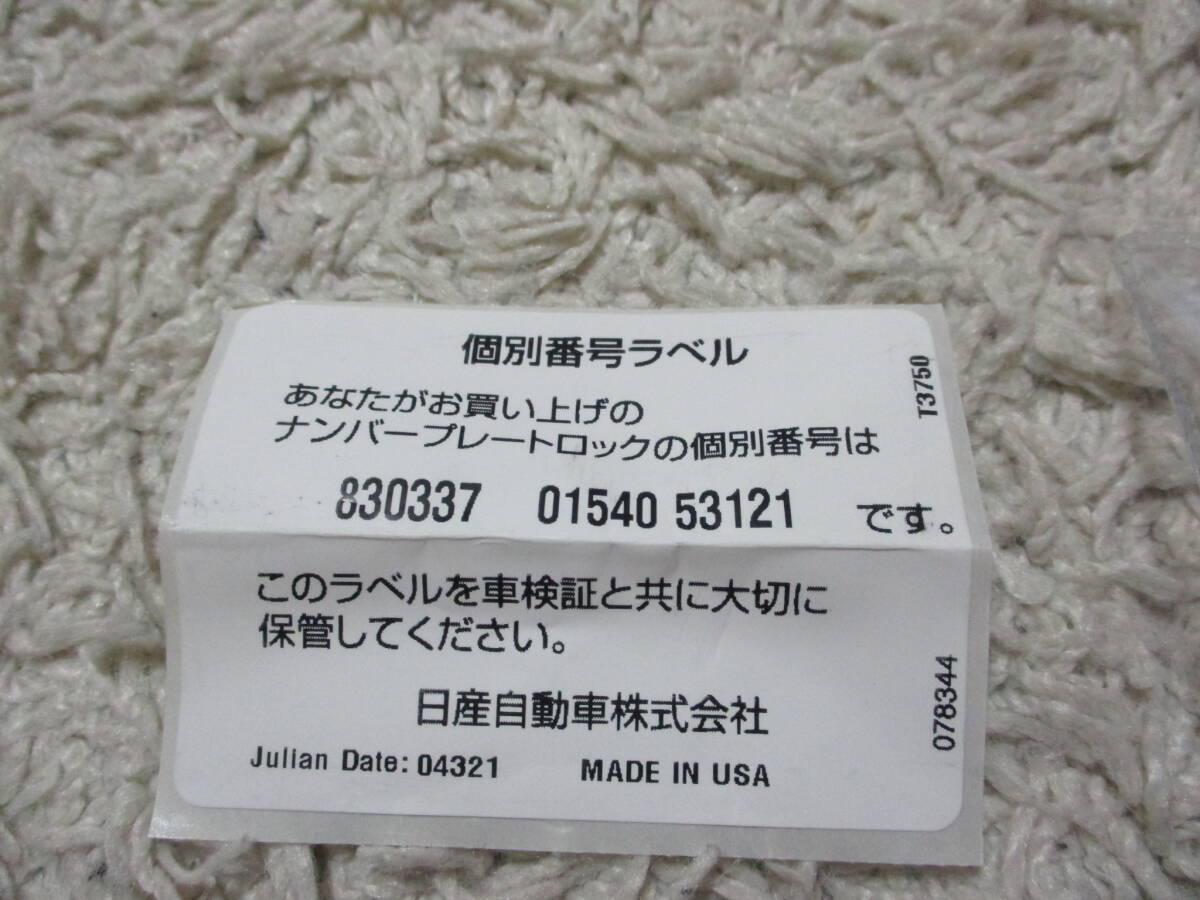 個別番号ラベル
あなたがお買い上げの
ナンバープレートロックの個別番号は
830337 01540 53121 です。
このラベルを車検証と共に大切に
保管してください。
日産自動車株式会社
Julian Date: 04321 MADE IN USA
T3750
078344